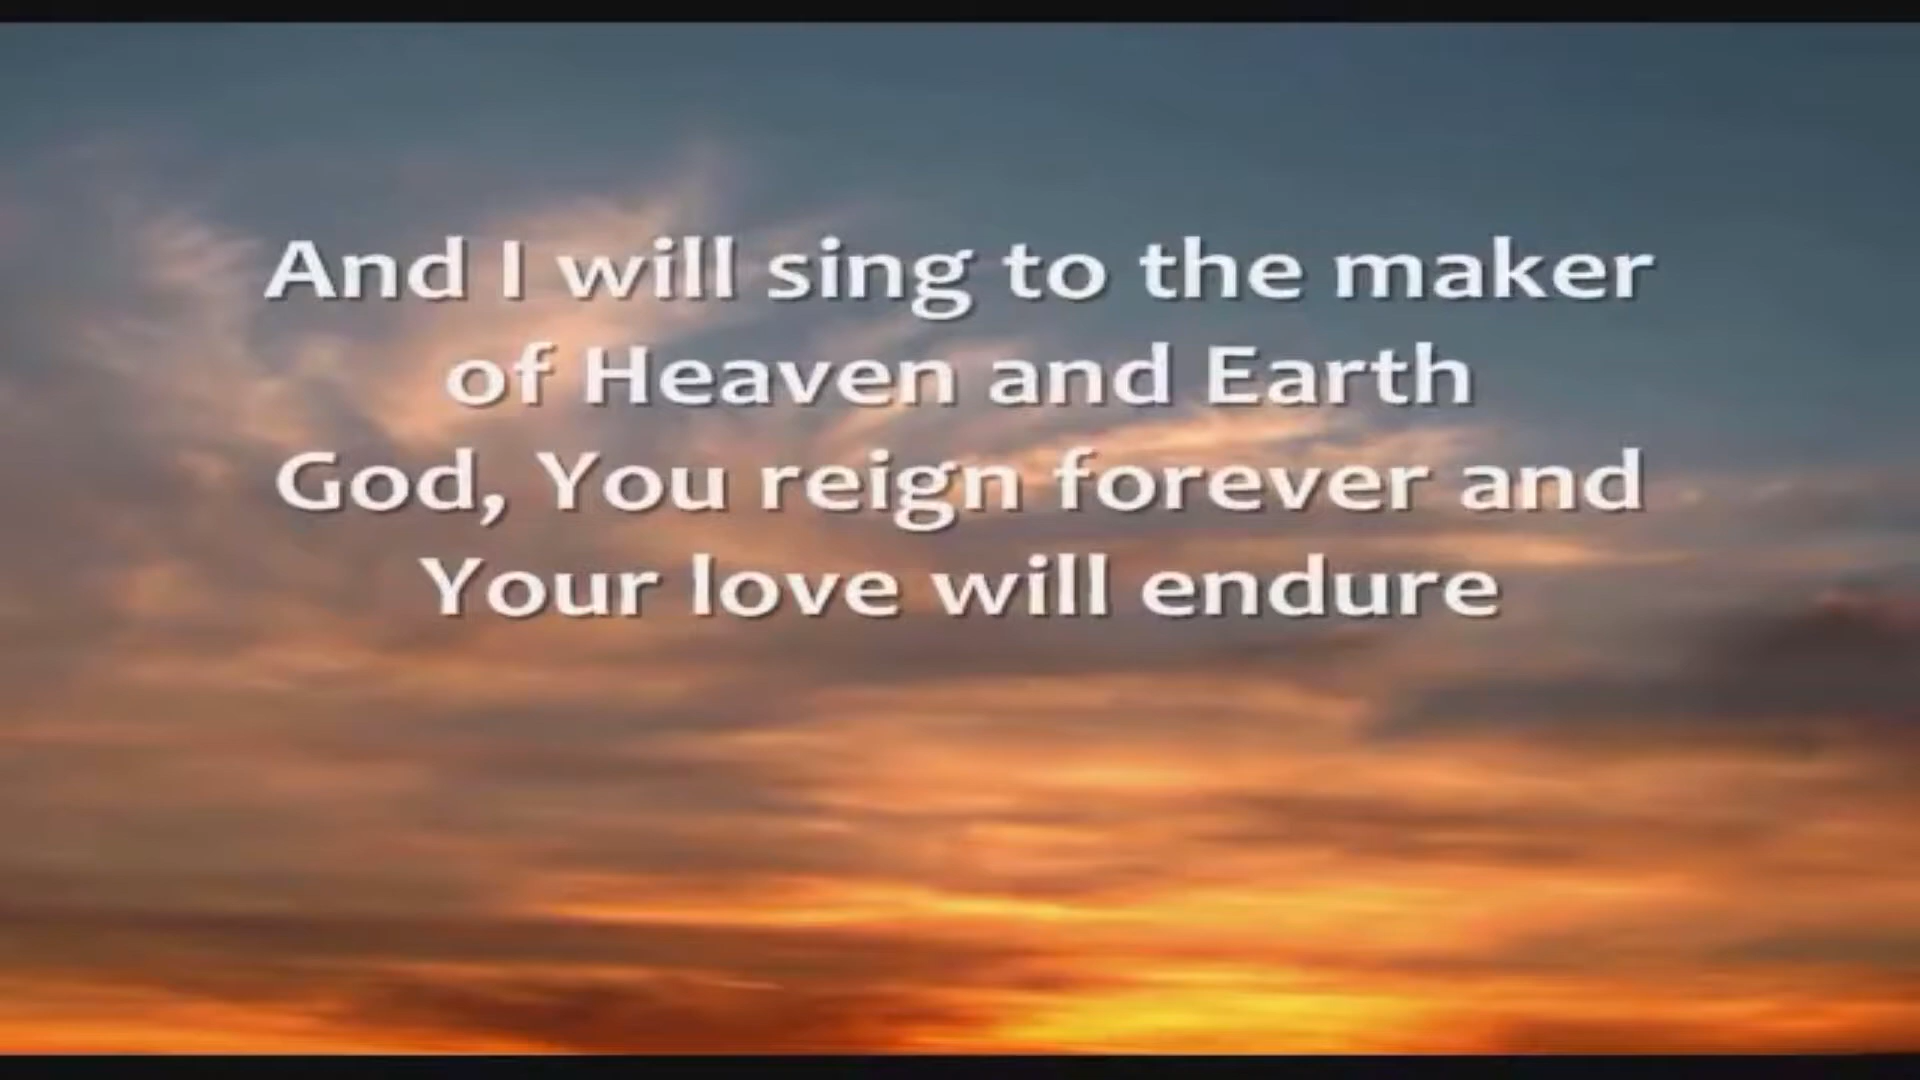 And I will sing to the maker
of Heaven and Earth
God, You reign forever and
Your love will endure